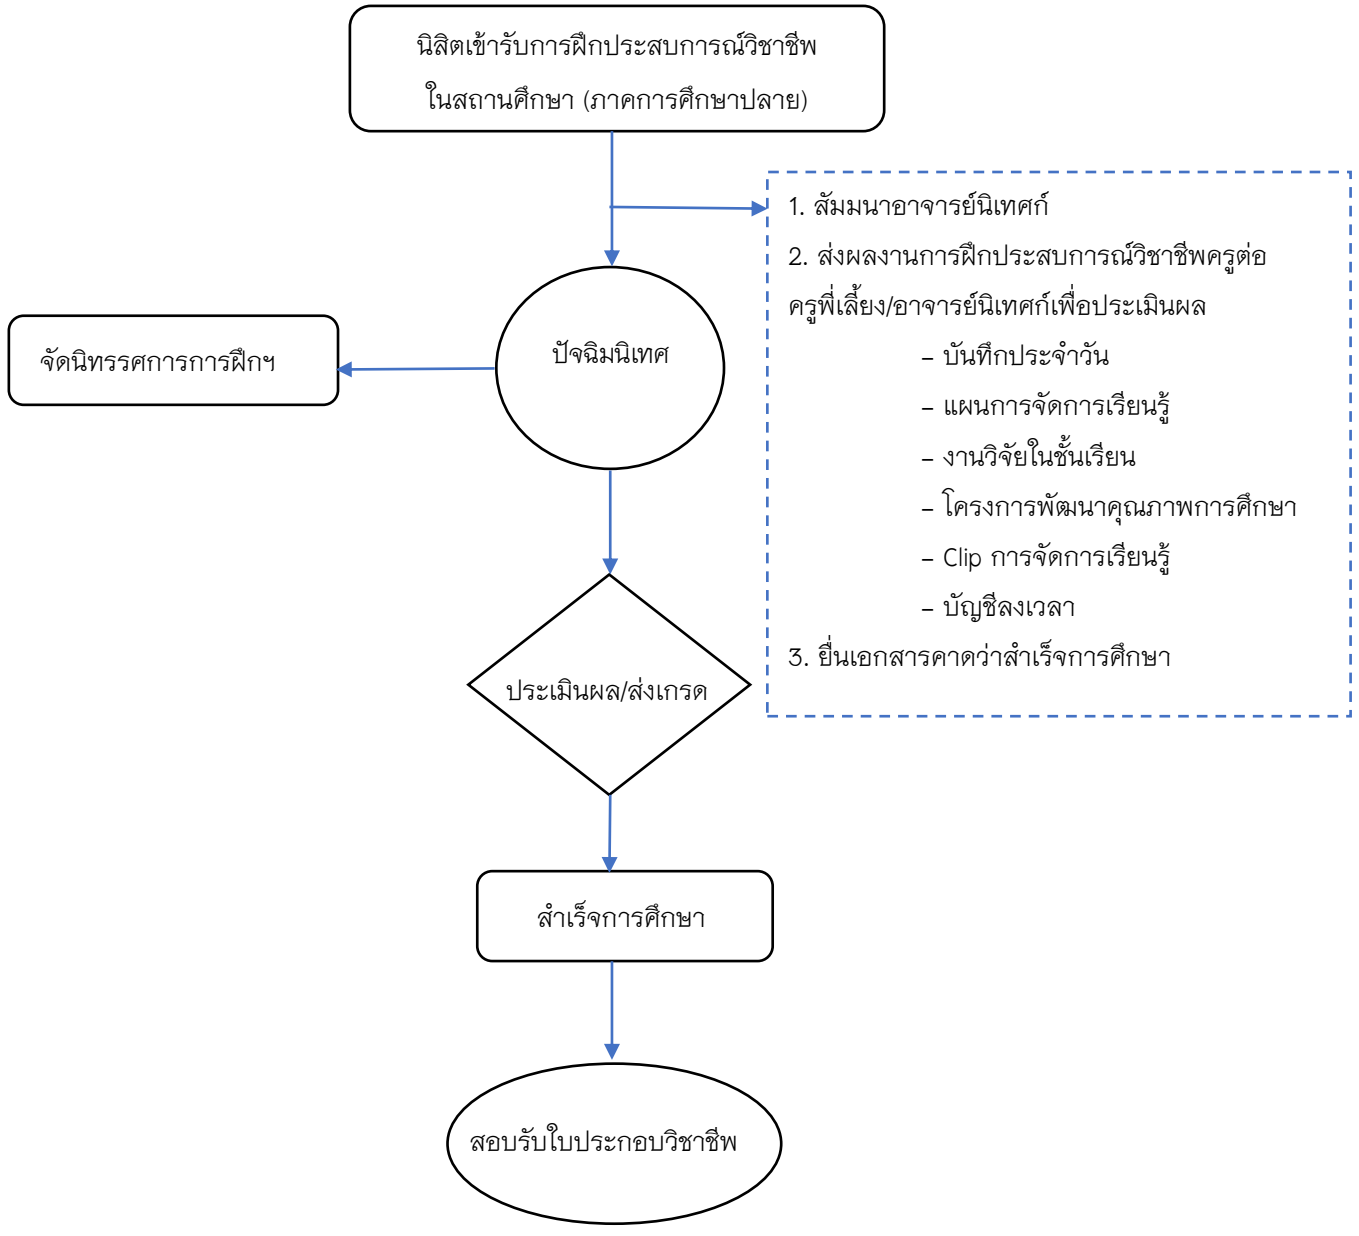 นิสิตเข้ารับการฝึกประสบการณ์วิชาชีพ
ในสถานศึกษา (ภาคการศึกษาปลาย)
1. สัมมนาอาจารย์นิเทศก์
2. ส่งผลงานการฝึกประสบการณ์วิชาชีพครูต่อ
ครูพี่เลี้ยง/อาจารย์นิเทศก์เพื่อประเมินผล
- บันทึกประจำวัน
- แผนการจัดการเรียนรู้
- งานวิจัยในชั้นเรียน
- โครงการพัฒนาคุณภาพการศึกษา
- Clip การจัดการเรียนรู้
- บัญชีลงเวลา
3. ยื่นเอกสารคาดว่าสำเร็จการศึกษา
ปัจฉิมนิเทศ
จัดนิทรรศการการฝึกฯ
ประเมินผล/ส่งเกรด
สำเร็จการศึกษา
สอบรับใบประกอบวิชาชีพ